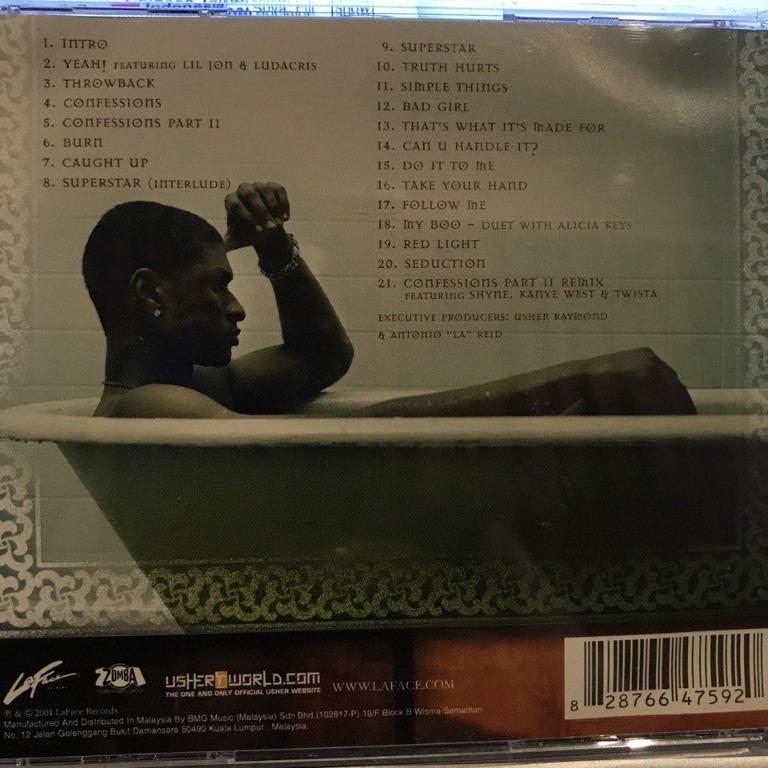 1. INTRO
2. YEAH! FEATURING LIL JON & LUDACRIS
3. THROWBACK
4. CONFESSIONS
5. CONFESSIONS PART II
6. BURN
7. CAUGHT UP
8. SUPERSTAR (INTERLUDE)
9. SUPERSTAR
10. TRUTH HURTS
11. SIMPLE THINGS
12. BAD GIRL
13. THAT'S WHAT IT'S MADE FOR
14. CAN U HANDLE IT?
15. DO IT TO ME
16. TAKE YOUR HAND
17. FOLLOW ME
18. MY BOO – DUET WITH ALICIA KEYS
19. RED LIGHT
20. SEDUCTION
21. CONFESSIONS PART II REMIX
FEATURING SHYNE, KANYE WEST & TWISTA
EXECUTIVE PRODUCERS: USHER RAYMOND
& ANTONIO "LA" REID
LaFace
ZOMBA
USHERTWORLD.COM
THE ONE AND ONLY OFFICIAL USHER WEBSITE
WWW.LAFACE.COM
8 28766 47592
℗ & © 2004 LaFace Records.
Manufactured And Distributed In Malaysia By BMG Music (Malaysia) Sdn Bhd (102817-P) 19/F Block B Wisma Semantan
No. 12 Jalan Gelenggang Bukit Damansara 50490 Kuala Lumpur, Malaysia.